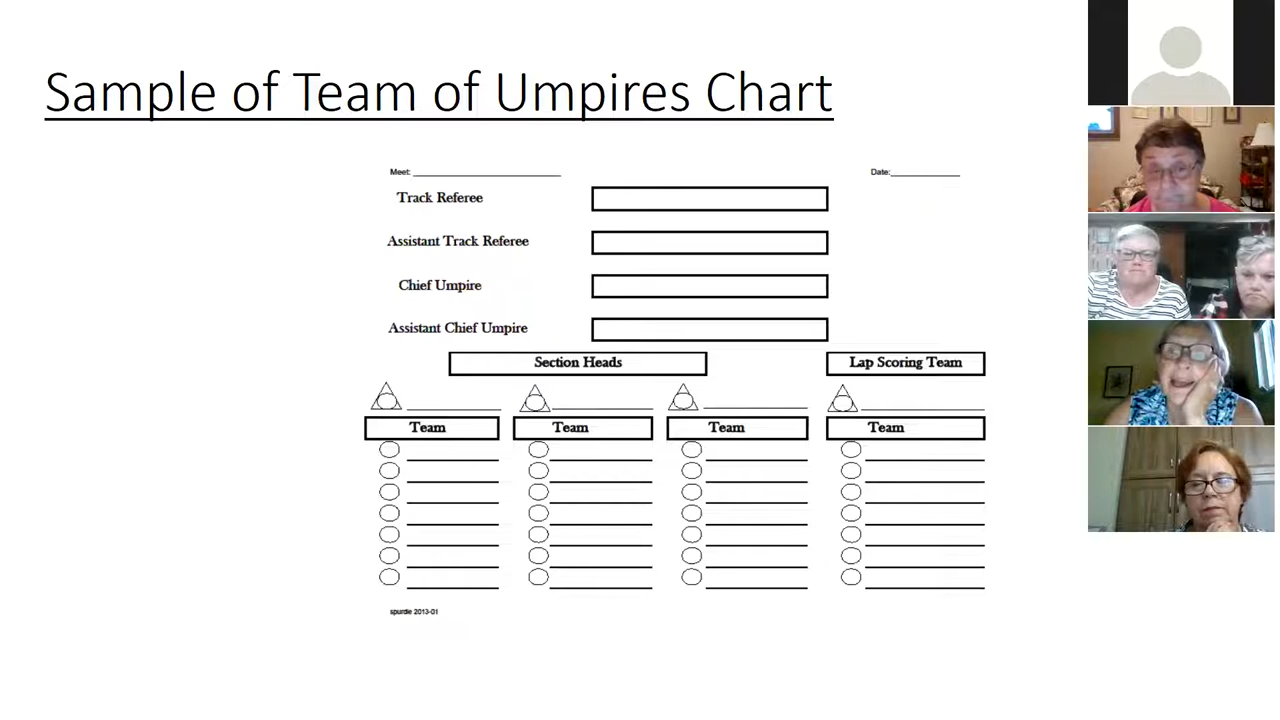 Sample of Team of Umpires Chart
Meet: Date:
Track Referee
Assistant Track Referee
Chief Umpire
Assistant Chief Umpire
Section Heads Lap Scoring Team
Team Team Team Team
spurdle 2013-01